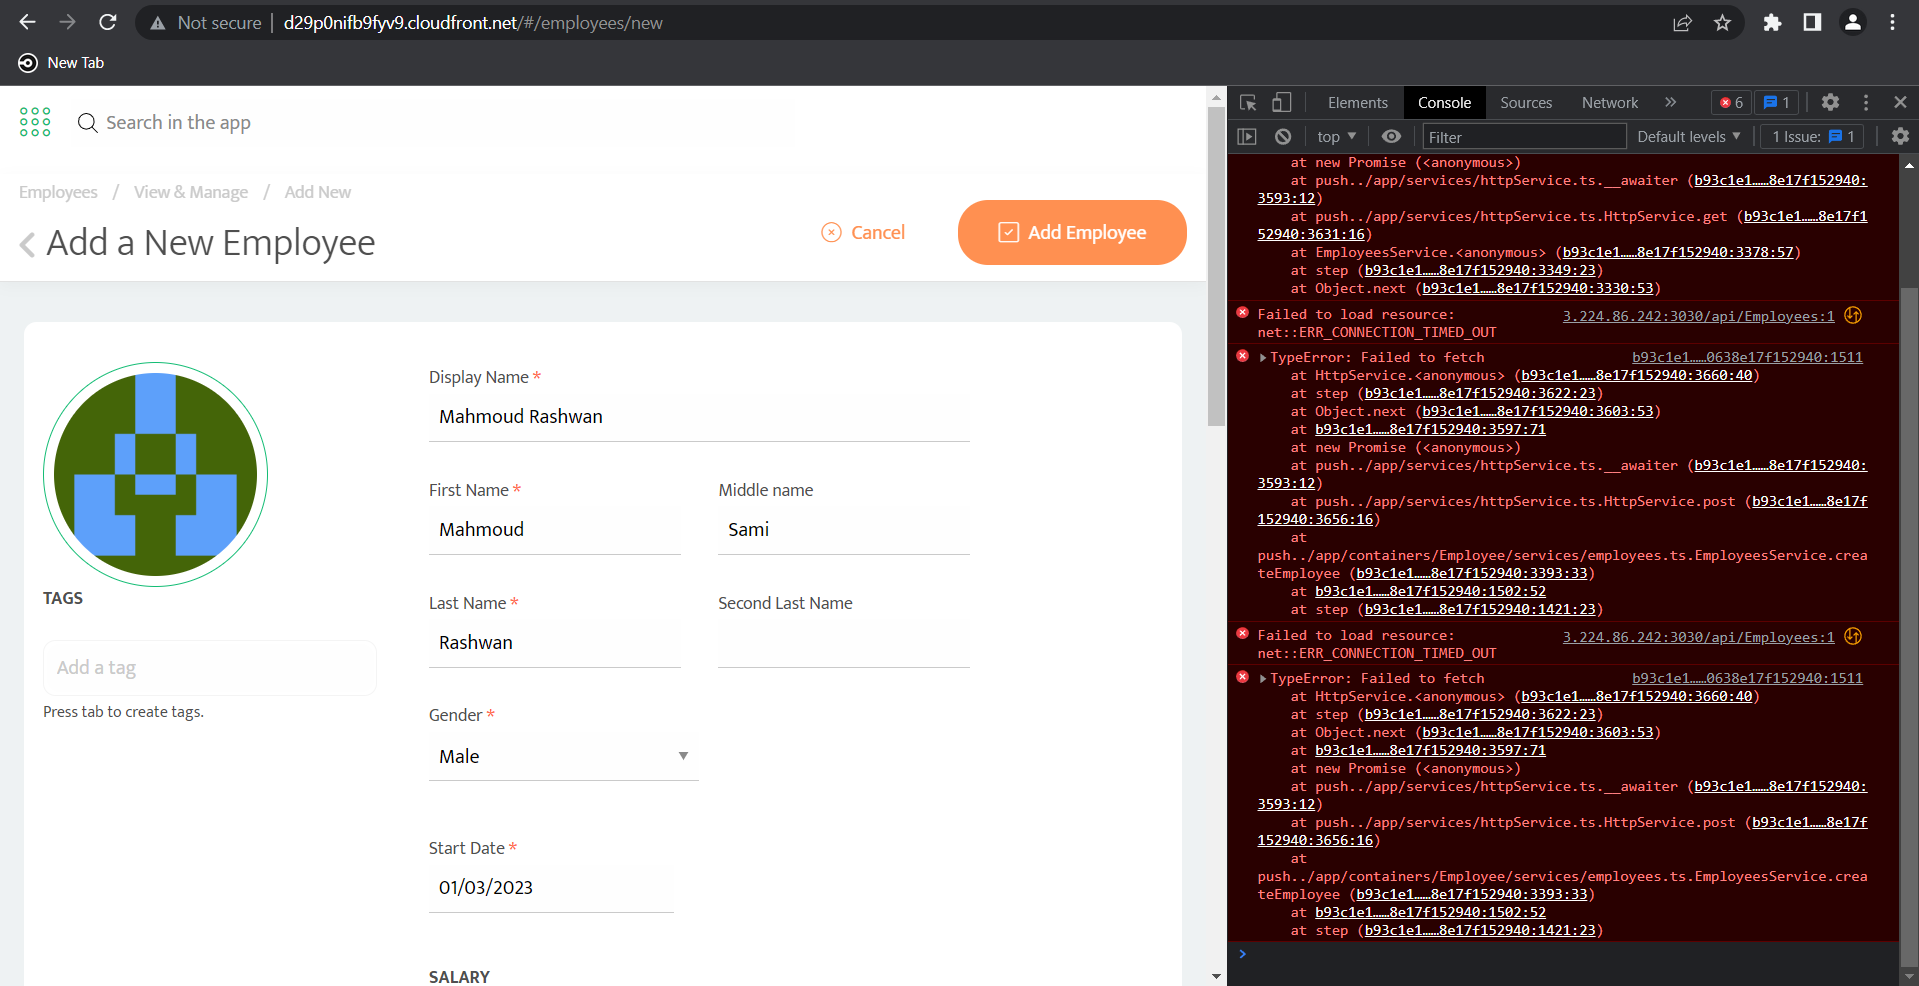 Not secure | d29p0nifb9fyv9.cloudfront.net/#/employees/new
New Tab
Search in the app
Employees / View & Manage / Add New
Add a New Employee
Cancel
Add Employee
Display Name *
Mahmoud Rashwan
First Name *
Middle name
Mahmoud
Sami
TAGS
Last Name *
Second Last Name
Rashwan
Add a tag
Press tab to create tags.
Gender *
Male
Start Date *
01/03/2023
SALARY
Elements Console Sources Network » 6 1
top Filter Default levels 1 Issue: 1
at new Promise (<anonymous>)
at push../app/services/httpService.ts.__awaiter (b93c1e1……8e17f152940:
3593:12)
at push../app/services/httpService.ts.HttpService.get (b93c1e1……8e17f1
52940:3631:16)
at EmployeesService.<anonymous> (b93c1e1……8e17f152940:3378:57)
at step (b93c1e1……8e17f152940:3349:23)
at Object.next (b93c1e1……8e17f152940:3330:53)
Failed to load resource: 3.224.86.242:3030/api/Employees:1
net::ERR_CONNECTION_TIMED_OUT
TypeError: Failed to fetch b93c1e1……0638e17f152940:1511
at HttpService.<anonymous> (b93c1e1……8e17f152940:3660:40)
at step (b93c1e1……8e17f152940:3622:23)
at Object.next (b93c1e1……8e17f152940:3603:53)
at b93c1e1……8e17f152940:3597:71
at new Promise (<anonymous>)
at push../app/services/httpService.ts.__awaiter (b93c1e1……8e17f152940:
3593:12)
at push../app/services/httpService.ts.HttpService.post (b93c1e1……8e17f
152940:3656:16)
at
push../app/containers/Employee/services/employees.ts.EmployeesService.crea
teEmployee (b93c1e1……8e17f152940:3393:33)
at b93c1e1……8e17f152940:1502:52
at step (b93c1e1……8e17f152940:1421:23)
Failed to load resource: 3.224.86.242:3030/api/Employees:1
net::ERR_CONNECTION_TIMED_OUT
TypeError: Failed to fetch b93c1e1……0638e17f152940:1511
at HttpService.<anonymous> (b93c1e1……8e17f152940:3660:40)
at step (b93c1e1……8e17f152940:3622:23)
at Object.next (b93c1e1……8e17f152940:3603:53)
at b93c1e1……8e17f152940:3597:71
at new Promise (<anonymous>)
at push../app/services/httpService.ts.__awaiter (b93c1e1……8e17f152940:
3593:12)
at push../app/services/httpService.ts.HttpService.post (b93c1e1……8e17f
152940:3656:16)
at
push../app/containers/Employee/services/employees.ts.EmployeesService.crea
teEmployee (b93c1e1……8e17f152940:3393:33)
at b93c1e1……8e17f152940:1502:52
at step (b93c1e1……8e17f152940:1421:23)